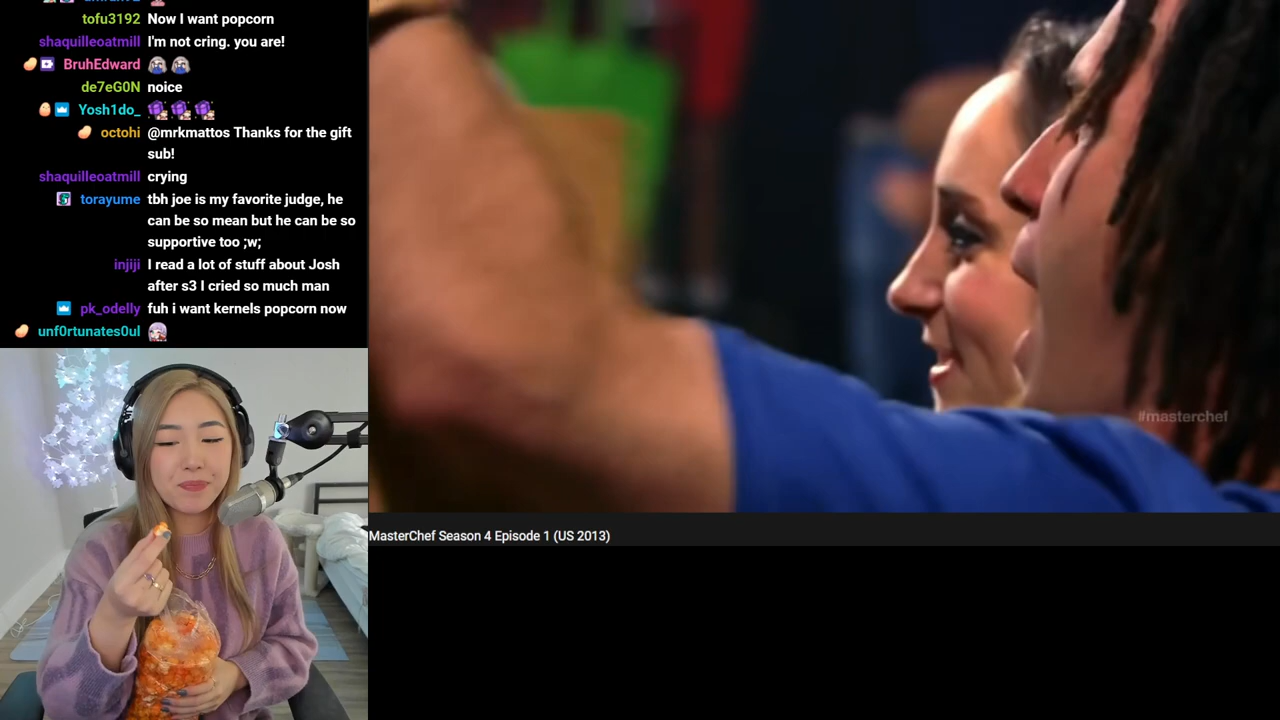 tofu3192 Now I want popcorn
shaquilleoatmill I'm not cring. you are!
BruhEdward
de7eG0N noice
Yosh1do_
octohi @mrkmattos Thanks for the gift
sub!
shaquilleoatmill crying
torayume tbh joe is my favorite judge, he
can be so mean but he can be so
supportive too ;w;
injiji I read a lot of stuff about Josh
after s3 I cried so much man
pk_odelly fuh i want kernels popcorn now
unf0rtunates0ul
#masterchef
MasterChef Season 4 Episode 1 (US 2013)